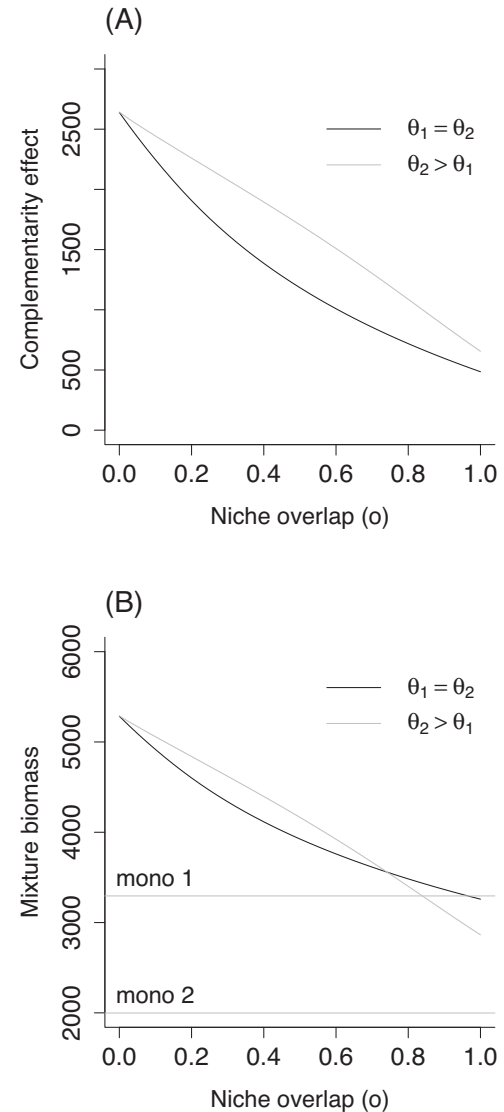 (A)
Complementarity effect
2500
1500
500
0
θ1 = θ2
θ2 > θ1
0.0 0.2 0.4 0.6 0.8 1.0
Niche overlap (o)
(B)
Mixture biomass
6000
5000
4000
3000
2000
θ1 = θ2
θ2 > θ1
mono 1
mono 2
0.0 0.2 0.4 0.6 0.8 1.0
Niche overlap (o)